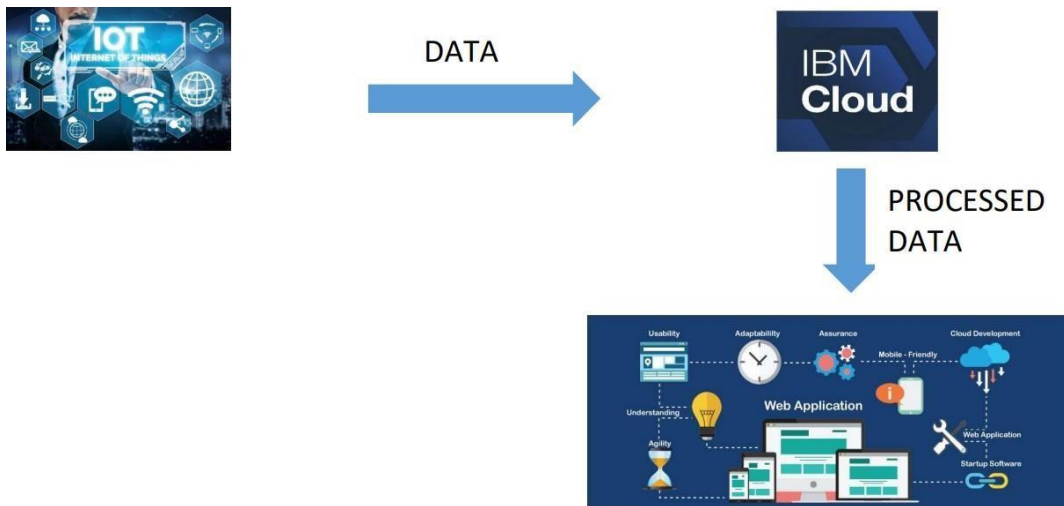 IOT
INTERNET OF THINGS
DATA
IBM
Cloud
PROCESSED
DATA
Usability
Adaptabililty
Assurance
Cloud Development
Mobile - Friendly
Understanding
Web Application
Agility
Web Application
Startup Software